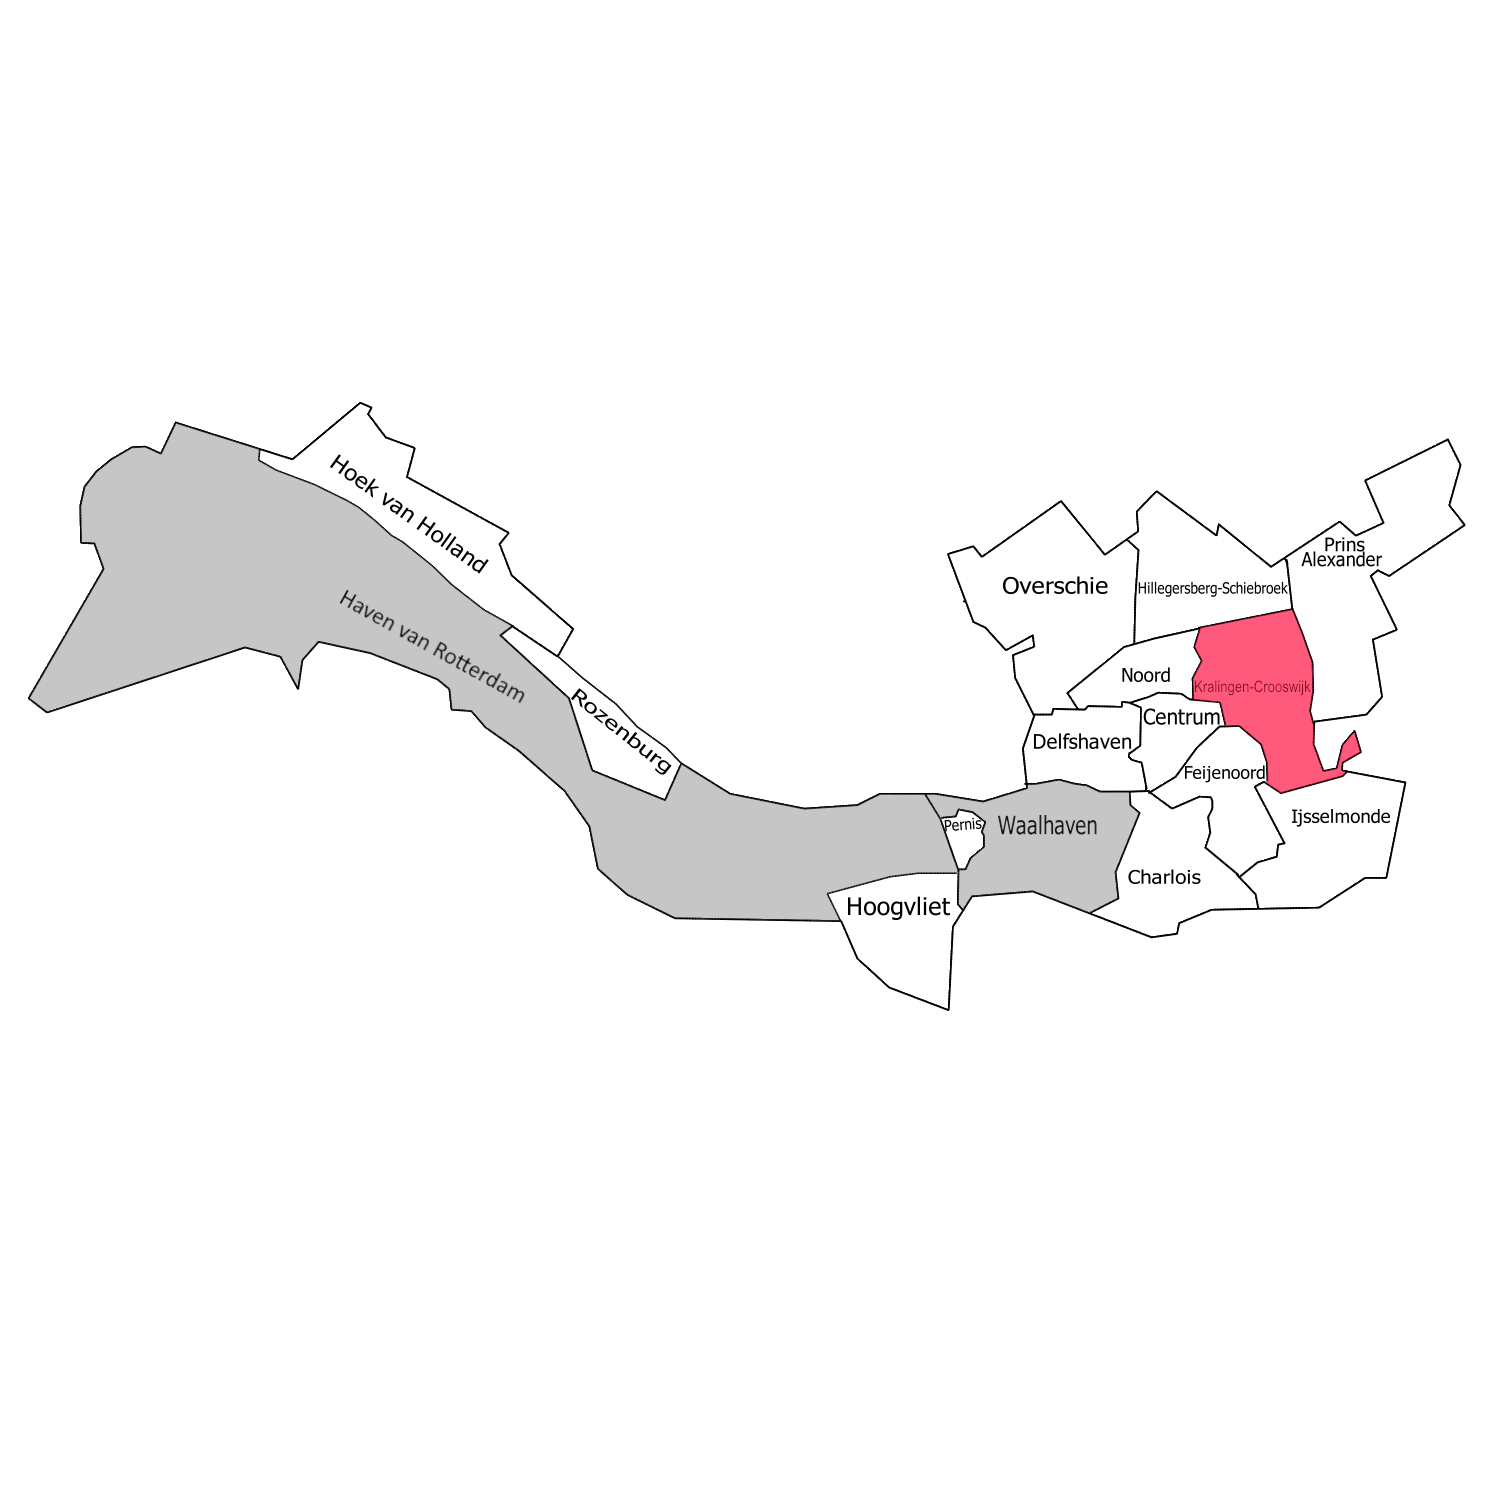 Hoek van Holland
Haven van Rotterdam
Rozenburg
Prins
Alexander
Overschie
Hillegersberg-Schiebroek
Noord
Kralingen-Crooswijk
Centrum
Delfshaven
Feijenoord
Ijsselmonde
Pernis
Waalhaven
Charlois
Hoogvliet